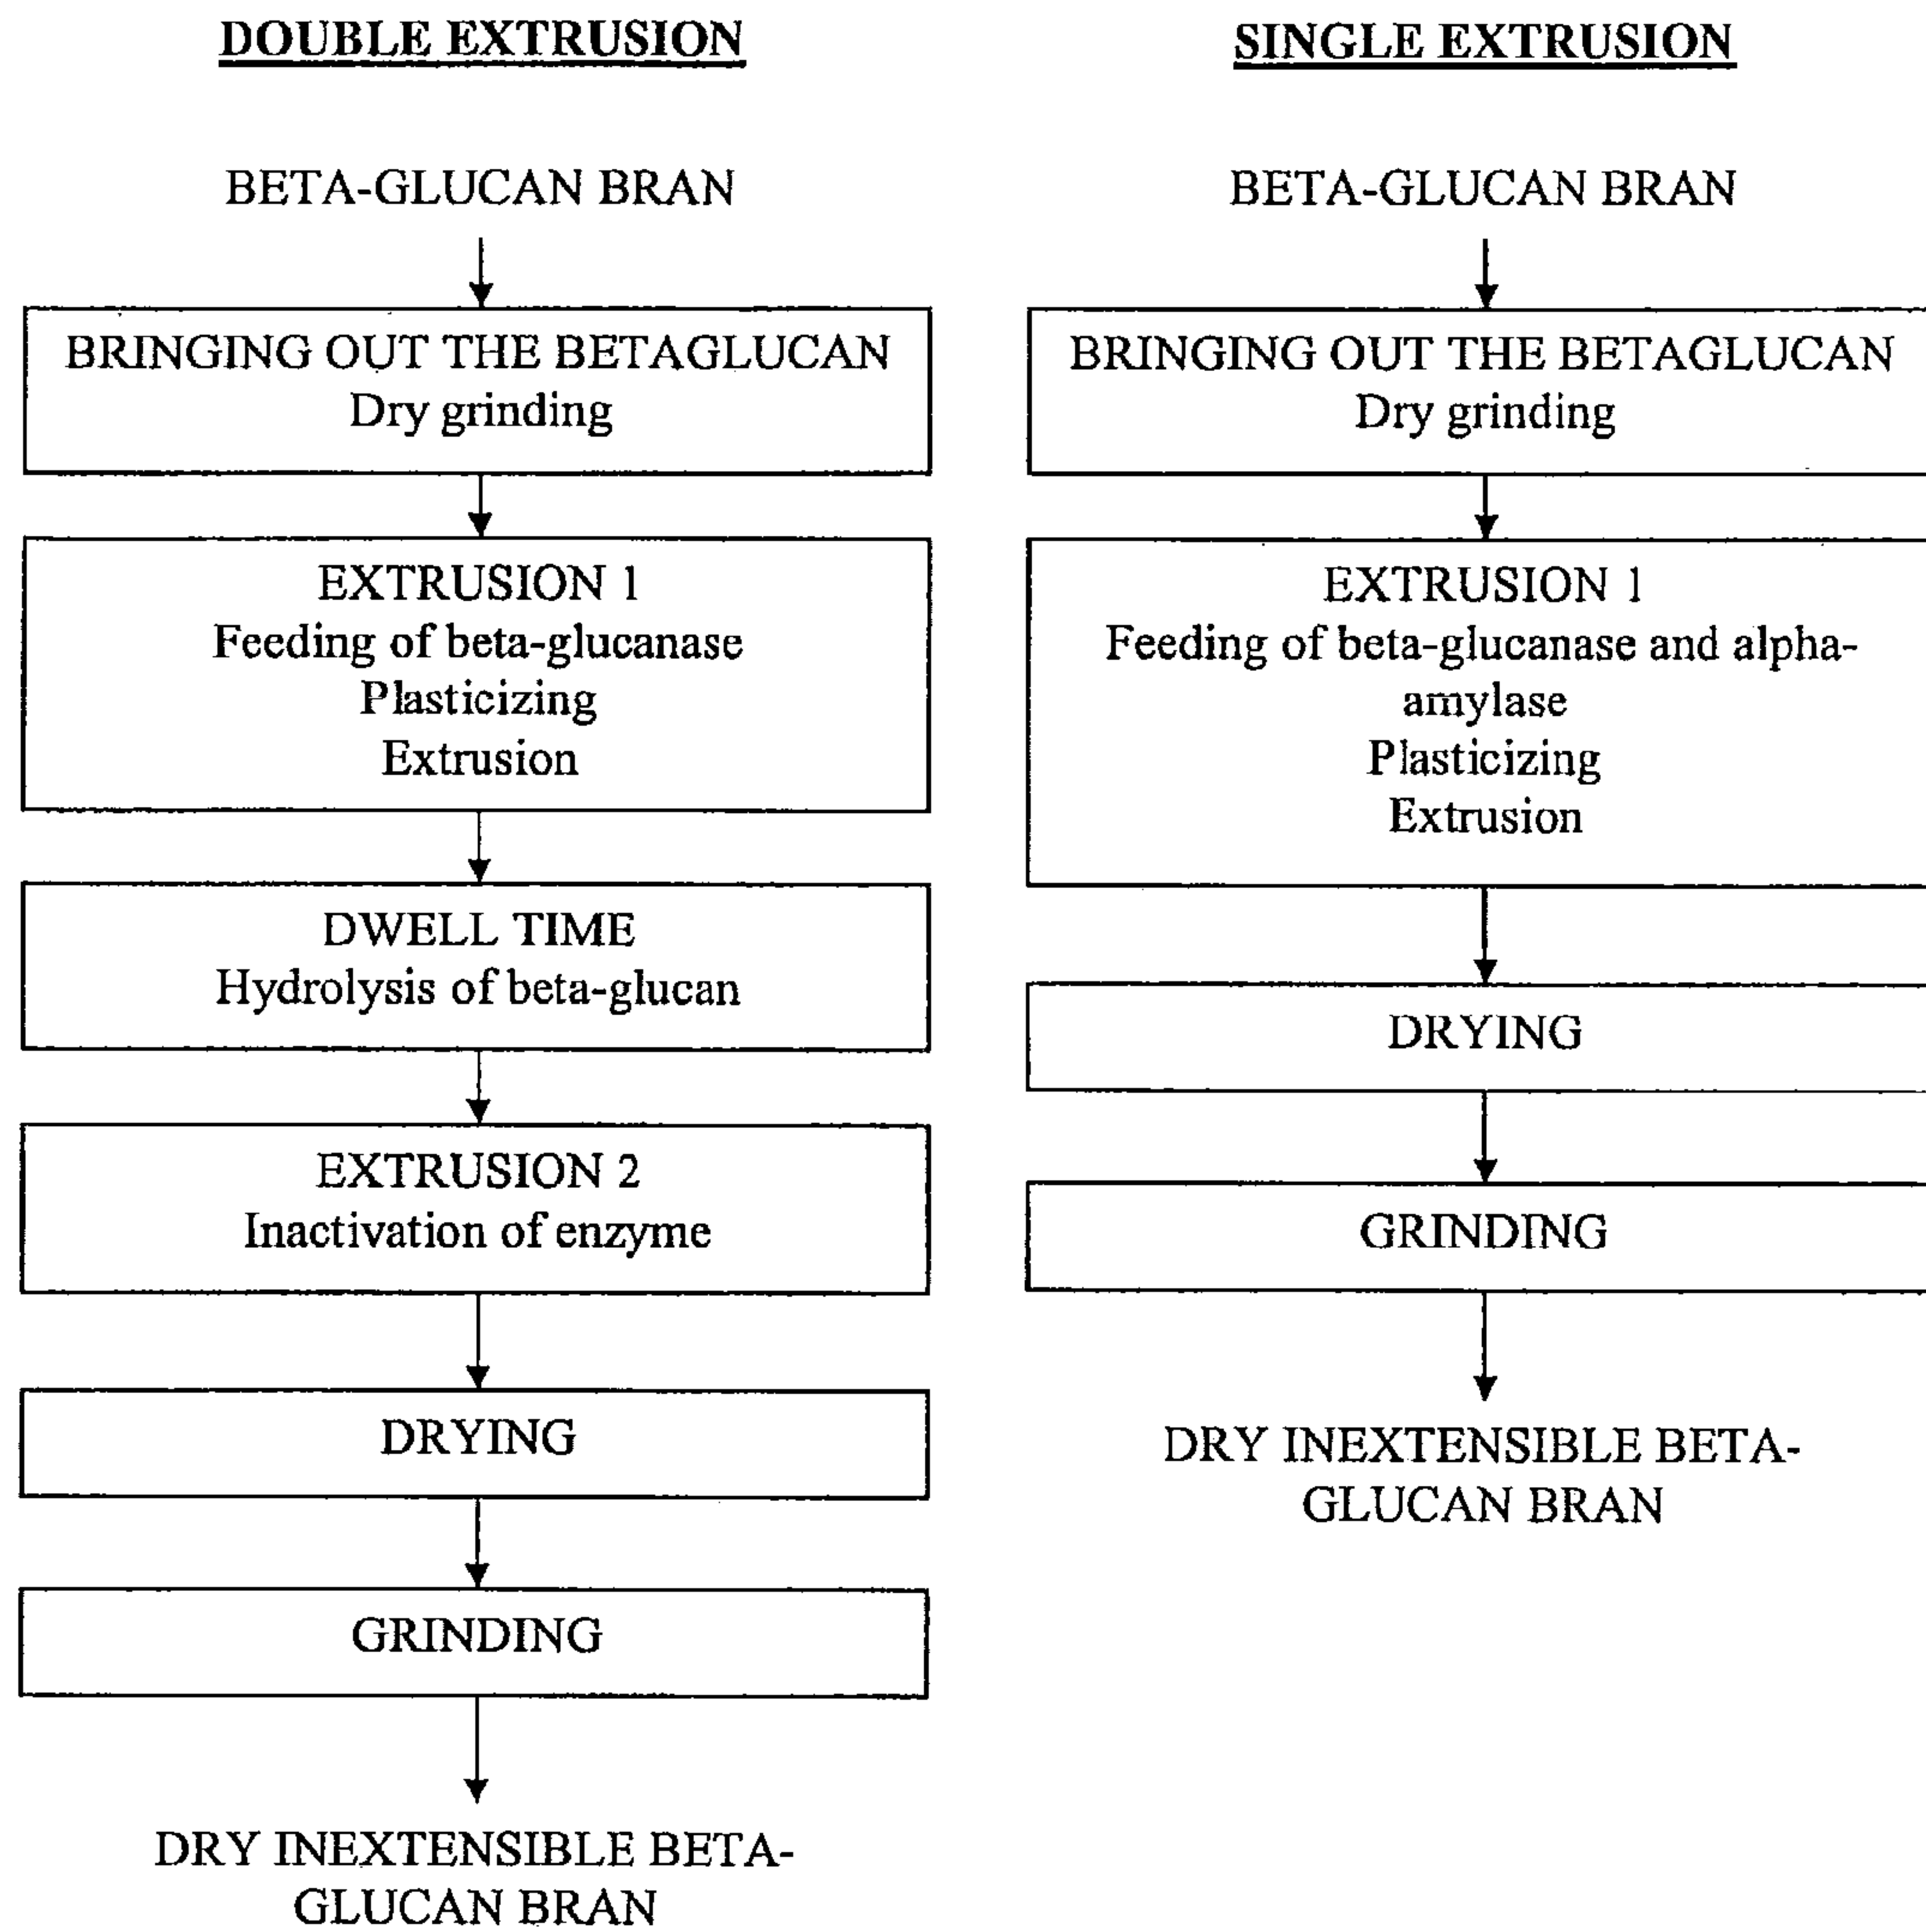 DOUBLE EXTRUSION
BETA-GLUCAN BRAN
BRINGING OUT THE BETAGLUCAN
Dry grinding
EXTRUSION 1
Feeding of beta-glucanase
Plasticizing
Extrusion
DWELL TIME
Hydrolysis of beta-glucan
EXTRUSION 2
Inactivation of enzyme
DRYING
GRINDING
DRY INEXTENSIBLE BETA-
GLUCAN BRAN
SINGLE EXTRUSION
BETA-GLUCAN BRAN
BRINGING OUT THE BETAGLUCAN
Dry grinding
EXTRUSION 1
Feeding of beta-glucanase and alpha-
amylase
Plasticizing
Extrusion
DRYING
GRINDING
DRY INEXTENSIBLE BETA-
GLUCAN BRAN